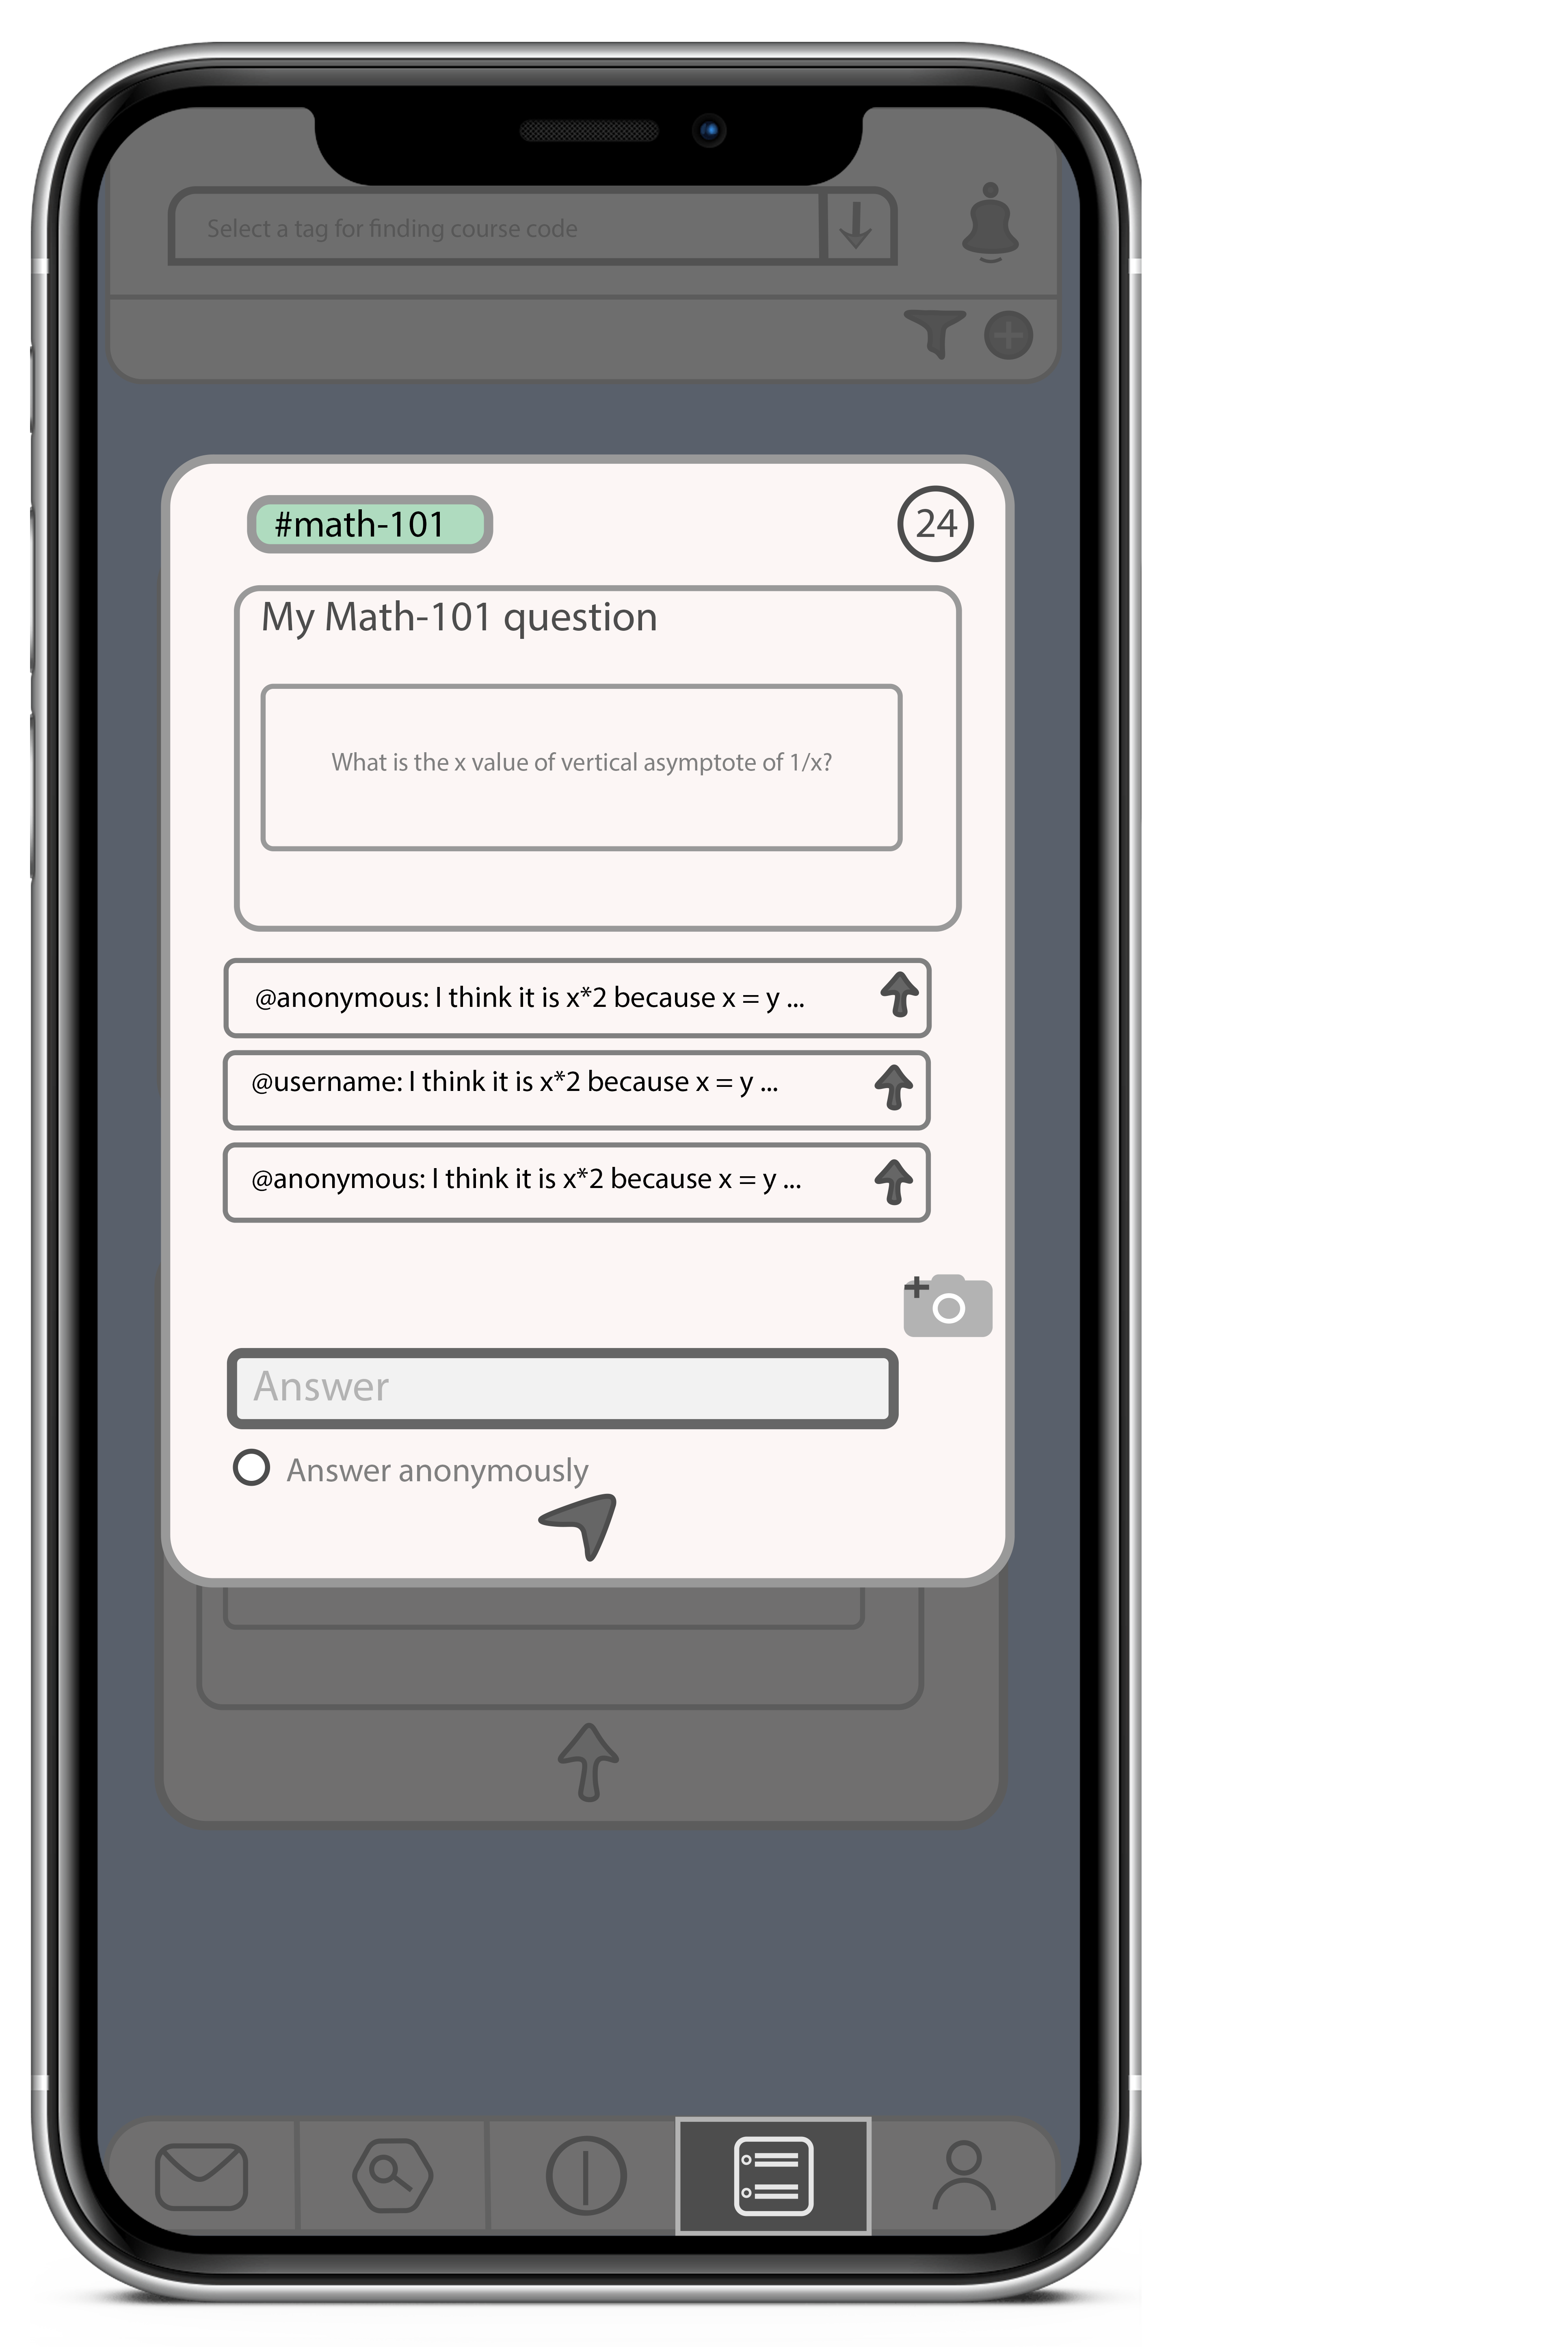 Select a tag for finding course code
#math-101
24
My Math-101 question
What is the x value of vertical asymptote of 1/x?
@anonymous: I think it is x*2 because x = y ...
@username: I think it is x*2 because x = y ...
@anonymous: I think it is x*2 because x = y ...
Answer
Answer anonymously